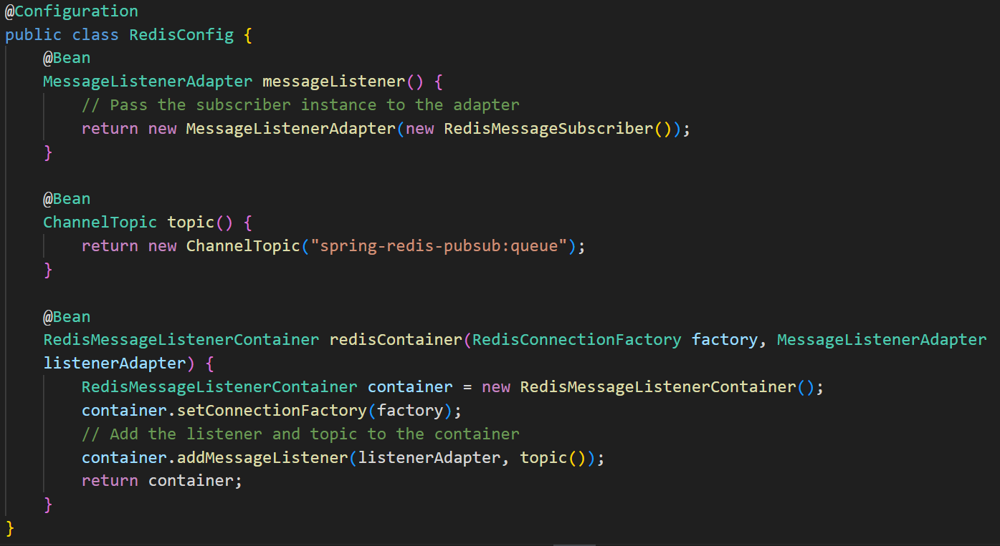 @Configuration
public class RedisConfig {
    @Bean
    MessageListenerAdapter messageListener() {
        // Pass the subscriber instance to the adapter
        return new MessageListenerAdapter(new RedisMessageSubscriber());
    }

    @Bean
    ChannelTopic topic() {
        return new ChannelTopic("spring-redis-pubsub:queue");
    }

    @Bean
    RedisMessageListenerContainer redisContainer(RedisConnectionFactory factory, MessageListenerAdapter
    listenerAdapter) {
        RedisMessageListenerContainer container = new RedisMessageListenerContainer();
        container.setConnectionFactory(factory);
        // Add the listener and topic to the container
        container.addMessageListener(listenerAdapter, topic());
        return container;
    }
}